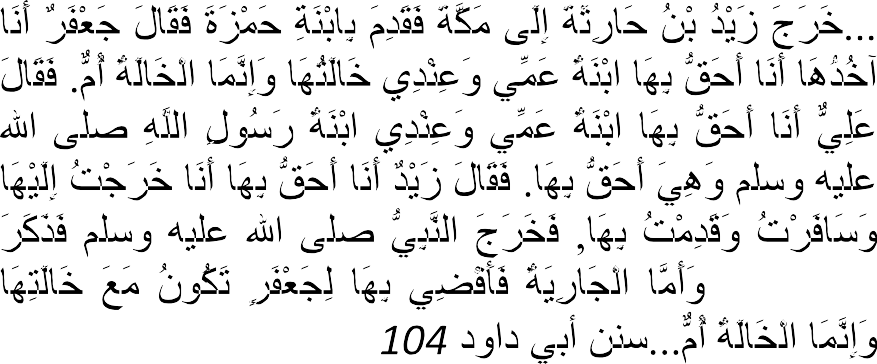 ...خَرَجَ زَيْدُ بْنُ حَارِثَةَ إِلَى مَكَّةَ فَقَدِمَ بِابْنَةِ حَمْزَةَ فَقَالَ جَعْفَرٌ أَنَا
آخُذُهَا أَنَا أَحَقُّ بِهَا ابْنَةُ عَمِّي وَعِنْدِي خَالَتُهَا وَإِنَّمَا الْخَالَةُ أُمٌّ. فَقَالَ
عَلِيٌّ أَنَا أَحَقُّ بِهَا ابْنَةُ عَمِّي وَعِنْدِي ابْنَةُ رَسُولِ اللَّهِ صلى الله
عليه وسلم وَهِيَ أَحَقُّ بِهَا. فَقَالَ زَيْدٌ أَنَا أَحَقُّ بِهَا أَنَا خَرَجْتُ إِلَيْهَا
وَسَافَرْتُ وَقَدِمْتُ بِهَا, فَخَرَجَ النَّبِيُّ صلى الله عليه وسلم فَذَكَرَ
وَأَمَّا الْجَارِيَةُ فَأَقْضِي بِهَا لِجَعْفَرٍ تَكُونُ مَعَ خَالَتِهَا
وَإِنَّمَا الْخَالَةُ أُمٌّ...سنن أبي داود 104